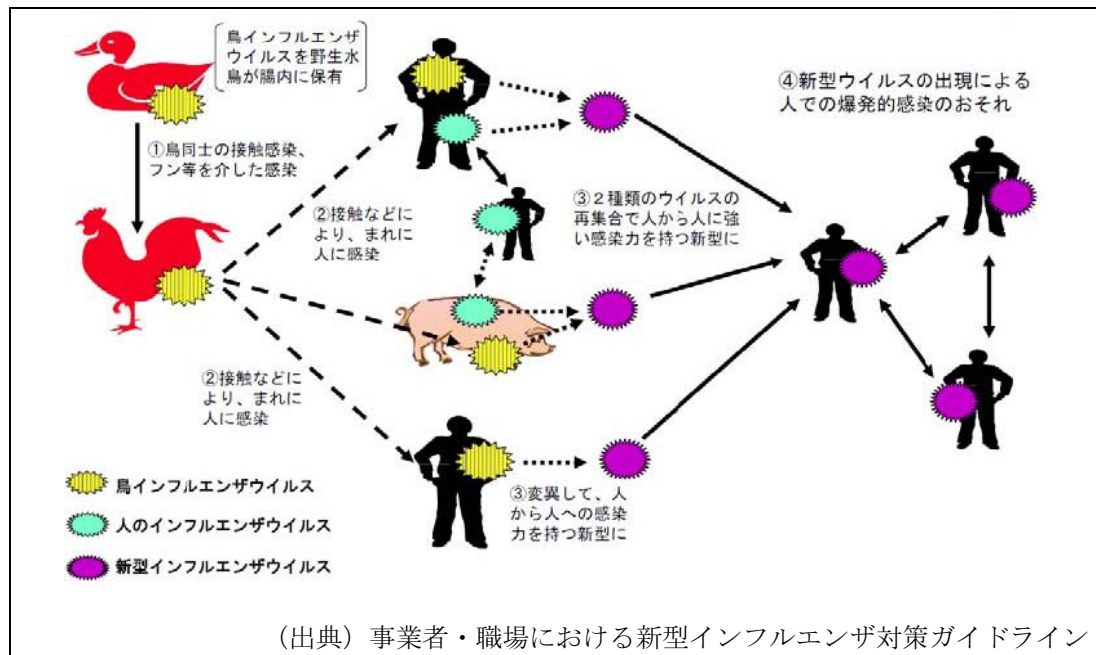 鳥インフルエンザ
ウイルスを野生水
鳥が腸内に保有
①鳥同士の接触感染、
フン等を介した感染
②接触などに
より、まれに
人に感染
③２種類のウイルスの
再集合で人から人に強
い感染力を持つ新型に
④新型ウイルスの出現による
人での爆発的感染のおそれ
②接触などに
より、まれに
人に感染
③変異して、人
から人への感染
力を持つ新型に
鳥インフルエンザウイルス
人のインフルエンザウイルス
新型インフルエンザウイルス
（出典）事業者・職場における新型インフルエンザ対策ガイドライン